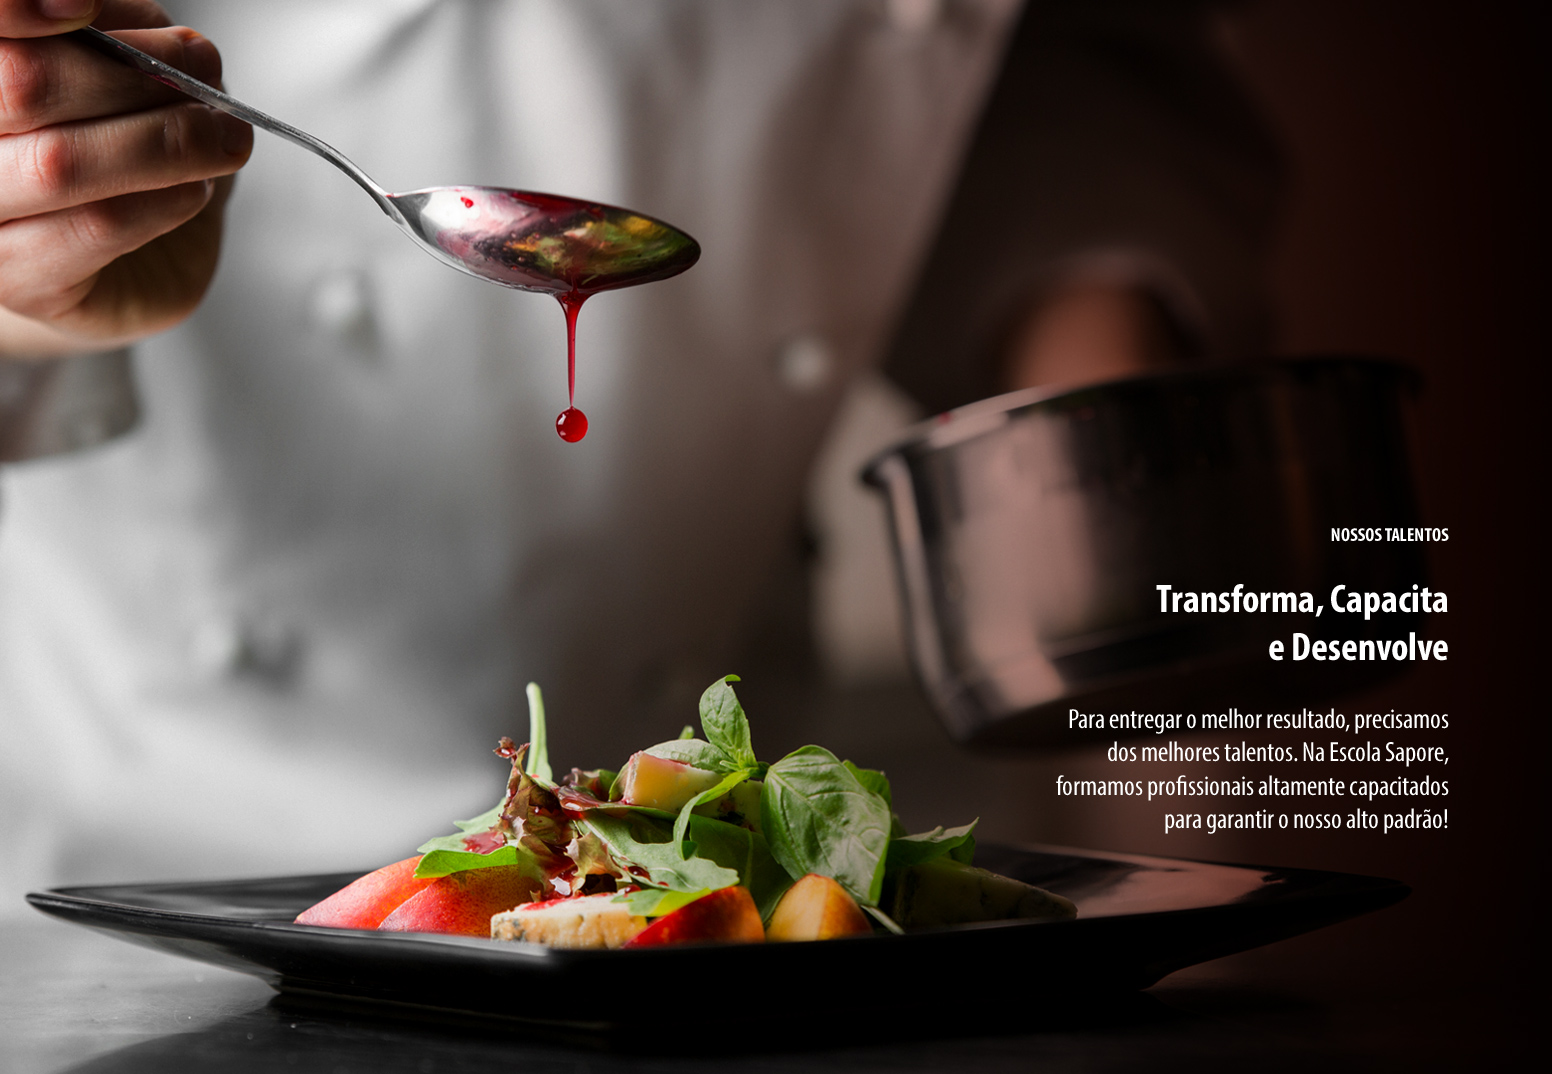 NOSSOS TALENTOS
Transforma, Capacita
e Desenvolve
Para entregar o melhor resultado, precisamos
dos melhores talentos. Na Escola Sapore,
formamos profissionais altamente capacitados
para garantir o nosso alto padrão!